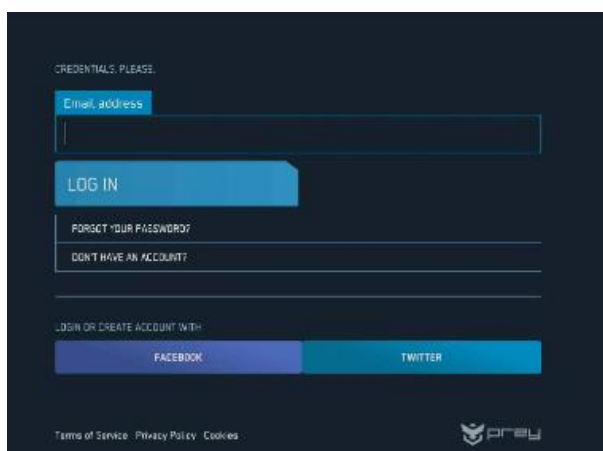 CREDENTIALS, PLEASE.
Email address
LOG IN
FORGOT YOUR PASSWORD?
DON'T HAVE AN ACCOUNT?
LOGIN OR CREATE ACCOUNT WITH
FACEBOOK TWITTER
Terms of Service Privacy Policy Cookies prey